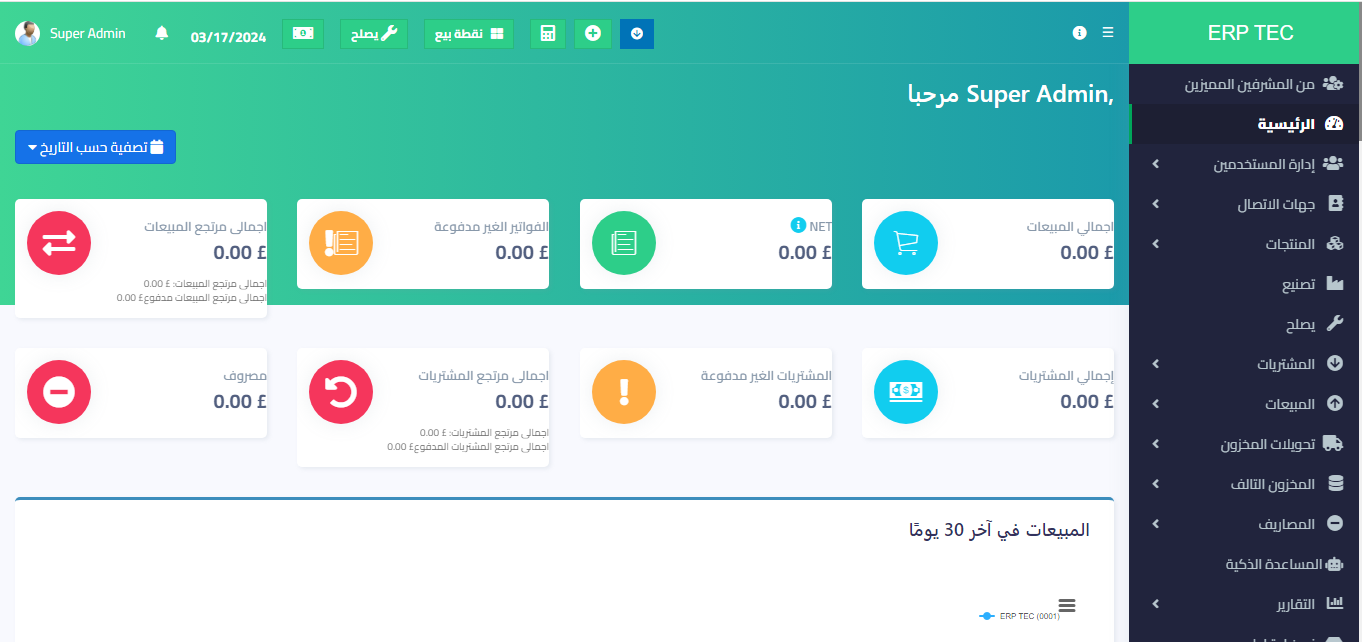 ERP TEC
Super Admin
03/17/2024
يصلح
نقطة بيع
مرحبا Super Admin,
تصفية حسب التاريخ
من المشرفين المميزين
الرئيسية
إدارة المستخدمين
جهات الاتصال
المنتجات
تصنيع
يصلح
المشتريات
المبيعات
تحويلات المخزون
المخزون التالف
المصاريف
المساعدة الذكية
التقارير
اجمالي المبيعات
0.00 £
NET
0.00 £
الفواتير الغير مدفوعة
0.00 £
اجمالى مرتجع المبيعات
0.00 £
اجمالى مرتجع المبيعات: £ 0.00
اجمالى مرتجع المبيعات مدفوع£ 0.00
إجمالي المشتريات
0.00 £
المشتريات الغير مدفوعة
0.00 £
اجمالى مرتجع المشتريات
0.00 £
اجمالى مرتجع المشتريات: £ 0.00
اجمالى مرتجع المشتريات المدفوع£ 0.00
مصروف
0.00 £
المبيعات في آخر 30 يومًا
ERP TEC (0001)